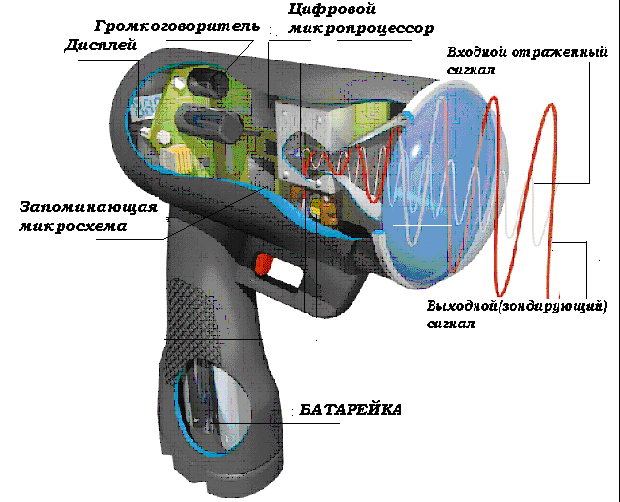 Громкоговоритель
Дисплей
Цифровой
микропроцессор
Входной отраженный
сигнал
Запоминающая
микросхема
Выходной(зондирующий)
сигнал
БАТАРЕЙКА